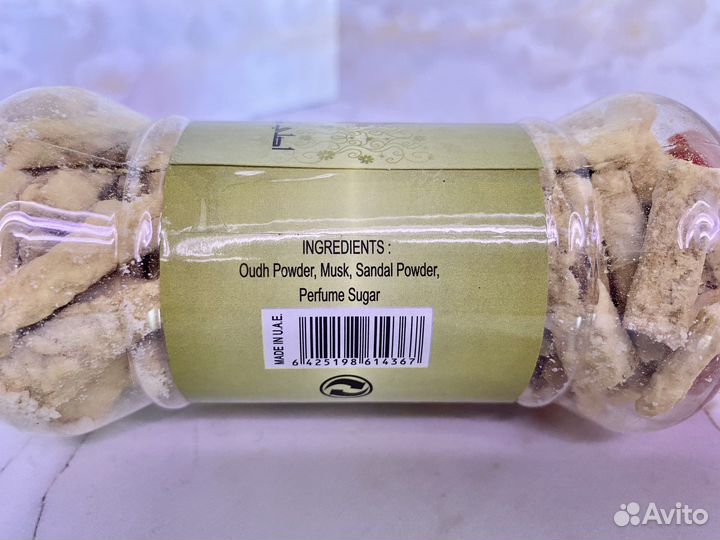 INGREDIENTS :
Oudh Powder, Musk, Sandal Powder,
Perfume Sugar
MADE IN U.A.E.
6 425198 614367
Avito